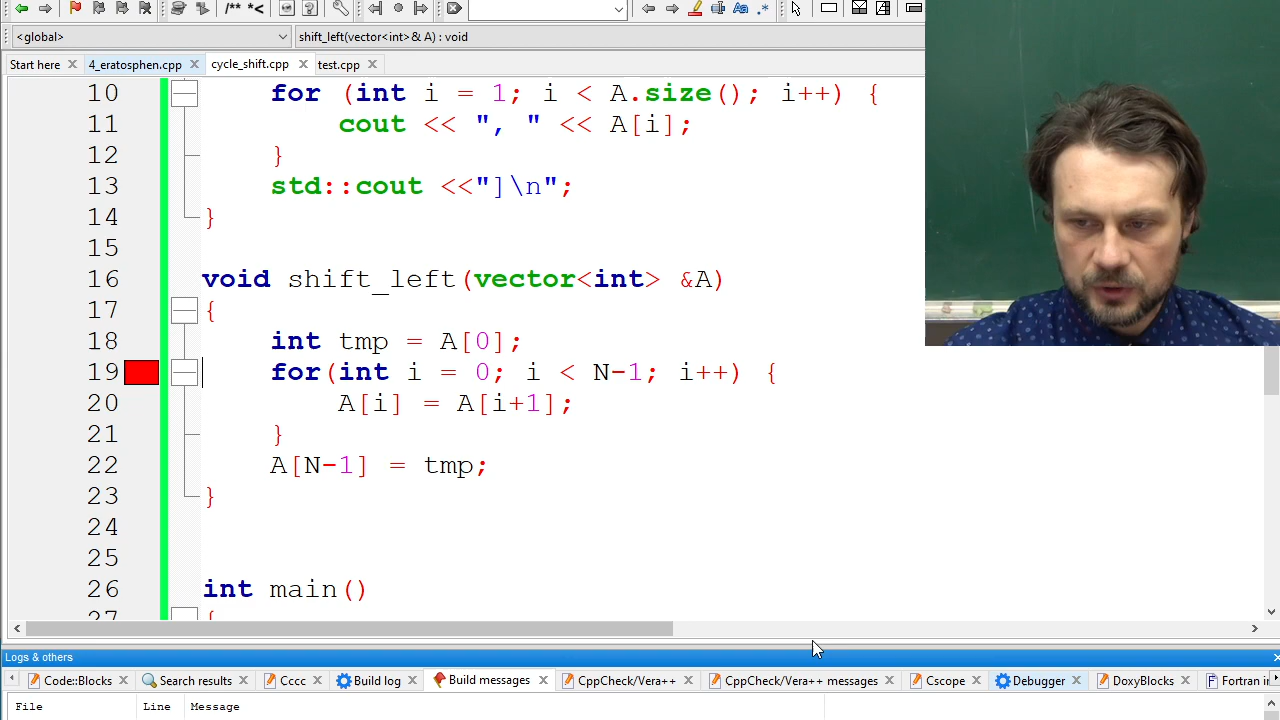 /** *<
<global>
shift_left(vector<int>& A) : void
Start here
4_eratosphen.cpp
cycle_shift.cpp
test.cpp
10 for (int i = 1; i < A.size(); i++) {
11 cout << ", " << A[i];
12 }
13 std::cout <<"]\n";
14 }
15
16 void shift_left(vector<int> &A)
17 {
18 int tmp = A[0];
19 for(int i = 0; i < N-1; i++) {
20 A[i] = A[i+1];
21 }
22 A[N-1] = tmp;
23 }
24
25
26 int main()
27 {
Logs & others
Code::Blocks
Search results
Cccc
Build log
Build messages
CppCheck/Vera++
CppCheck/Vera++ messages
Cscope
Debugger
DoxyBlocks
Fortran in
File Line Message